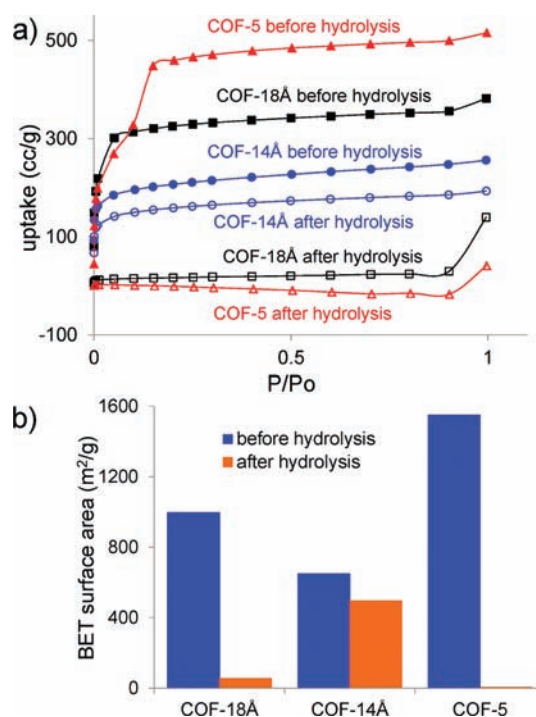 a)
500
COF-5 before hydrolysis
COF-18Å before hydrolysis
300
COF-14Å before hydrolysis
uptake (cc/g)
COF-14Å after hydrolysis
100
COF-18Å after hydrolysis
COF-5 after hydrolysis
-100
0 0.5 1
P/Po
b)
1600
before hydrolysis
after hydrolysis
1200
BET surface area (m²/g)
800
400
0
COF-18Å COF-14Å COF-5